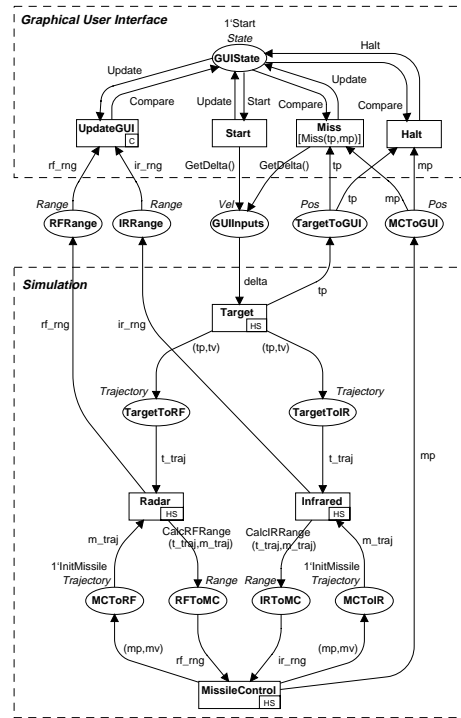 Graphical User Interface
1'Start
State
GUIState
Halt
Update
Update
Compare
Update
Start
Compare
Compare
UpdateGUI
C
Start
Miss
[Miss(tp,mp)]
Halt
rf_rng
ir_rng
GetDelta()
GetDelta()
tp
tp
mp
mp
Range
Range
Vel
Pos
Pos
RFRange
IRRange
GUIInputs
TargetToGUI
MCToGUI
Simulation
delta
tp
rf_rng
ir_rng
Target
HS
(tp,tv)
(tp,tv)
Trajectory
Trajectory
TargetToRF
TargetToIR
t_traj
t_traj
mp
Radar
HS
Infrared
HS
m_traj
CalcRFRange
(t_traj,m_traj)
CalcIRRange
(t_traj,m_traj)
m_traj
1'InitMissile
Trajectory
Range
Range
1'InitMissile
Trajectory
MCToRF
RFToMC
IRToMC
MCToIR
(mp,mv)
rf_rng
ir_rng
(mp,mv)
MissileControl
HS